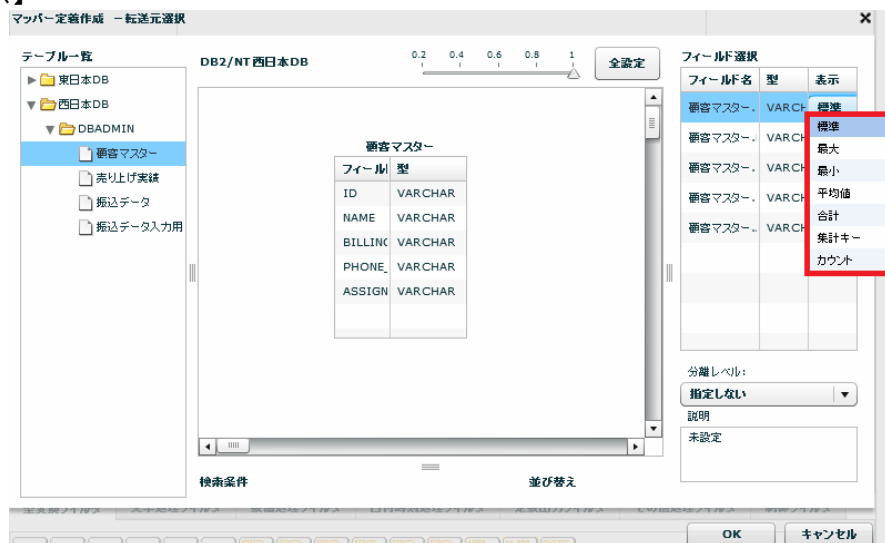 マッパー定義作成 －転送元選択
テーブル一覧
東日本DB
西日本DB
DBADMIN
顧客マスター
売り上げ実績
振込データ
振込データ入力用
DB2/NT 西日本DB
0.2 0.4 0.6 0.8 1
全設定
顧客マスター
フィール 型
ID VARCHAR
NAME VARCHAR
BILLING VARCHAR
PHONE_ VARCHAR
ASSIGN VARCHAR
検索条件
並び替え
フィールド選択
フィールド名 型 表示
顧客マスター. VARCH 標準
顧客マスター. VARCH
顧客マスター. VARCH
顧客マスター. VARCH
顧客マスター.. VARCH
標準
最大
最小
平均値
合計
集計キー
カウント
分離レベル:
指定しない
説明
未設定
OK
キャンセル